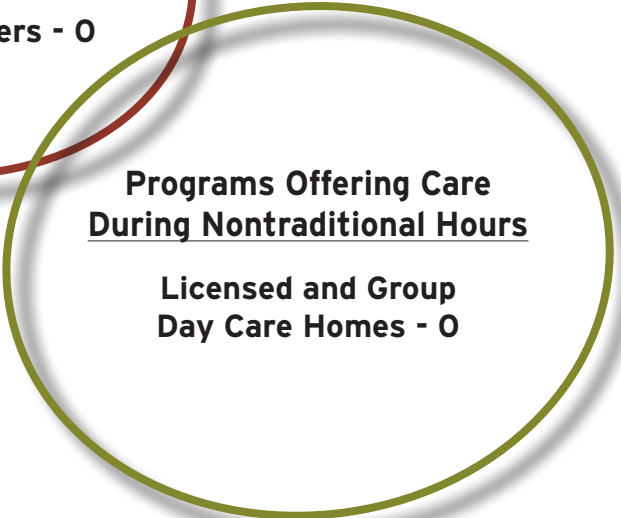 ers - 0
Programs Offering Care
During Nontraditional Hours
Licensed and Group
Day Care Homes - 0